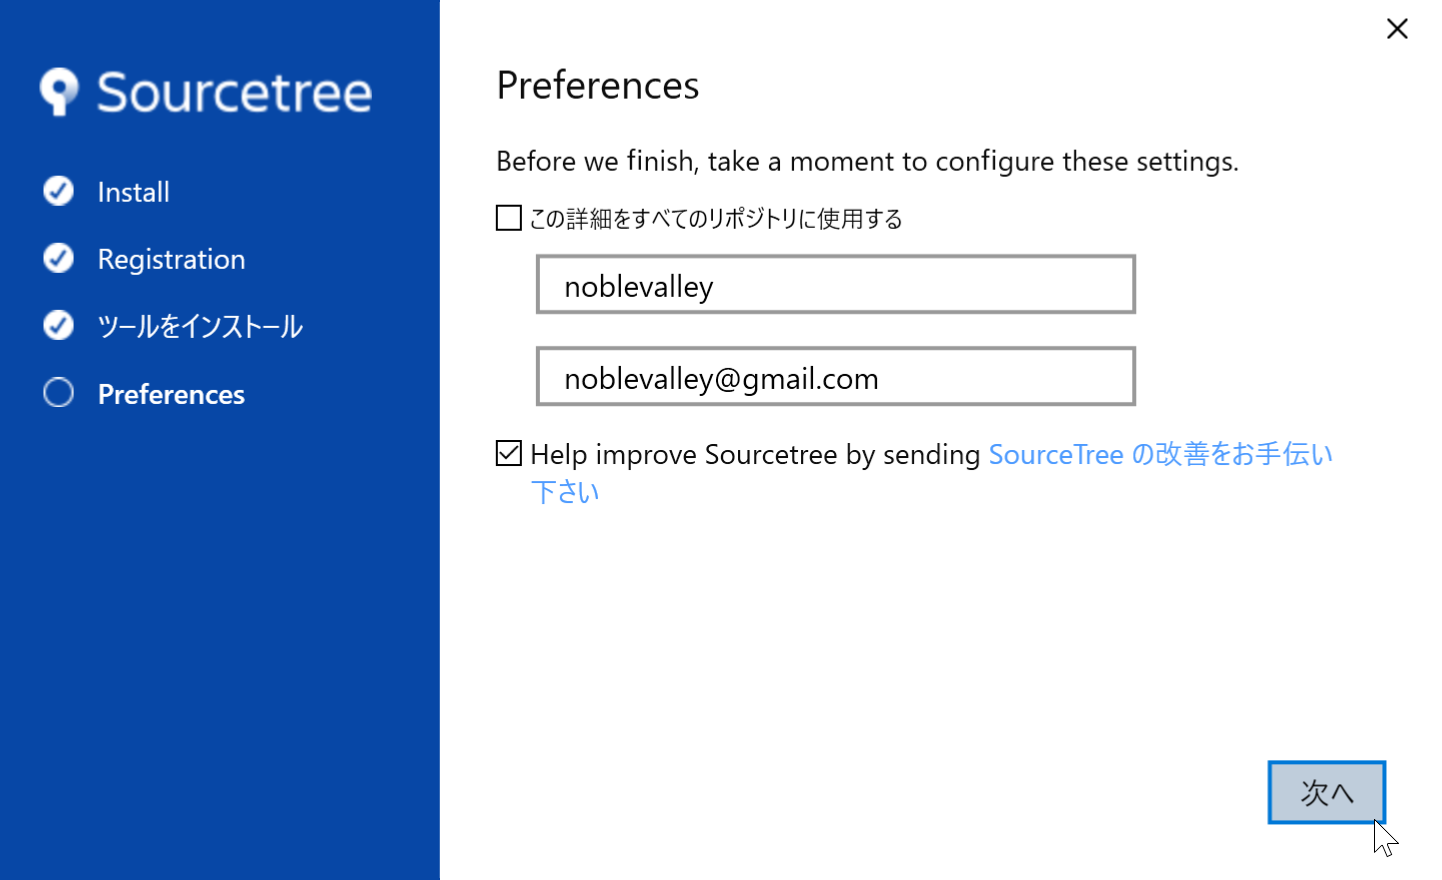 Sourcetree
Install
Registration
ツールをインストール
Preferences
Preferences
Before we finish, take a moment to configure these settings.
この詳細をすべてのリポジトリに使用する
noblevalley
noblevalley@gmail.com
Help improve Sourcetree by sending SourceTree の改善をお手伝い
下さい
次へ